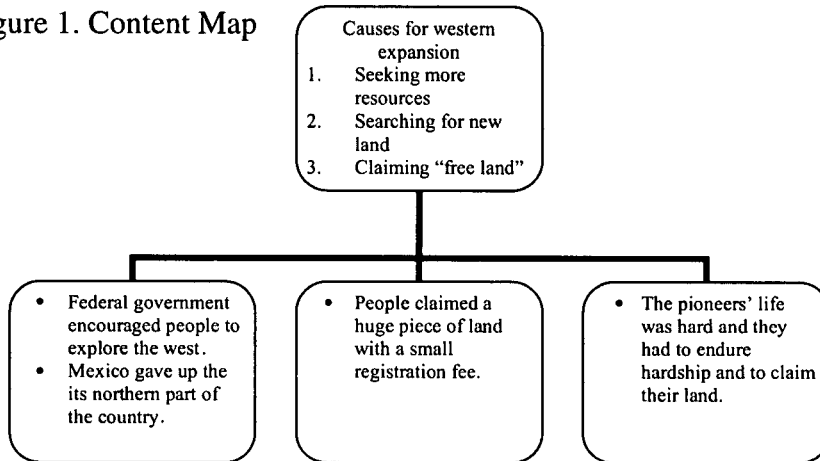 gure 1. Content Map
Causes for western
expansion
1. Seeking more
resources
2. Searching for new
land
3. Claiming “free land”
• Federal government
encouraged people to
explore the west.
• Mexico gave up the
its northern part of
the country.
• People claimed a
huge piece of land
with a small
registration fee.
• The pioneers’ life
was hard and they
had to endure
hardship and to claim
their land.